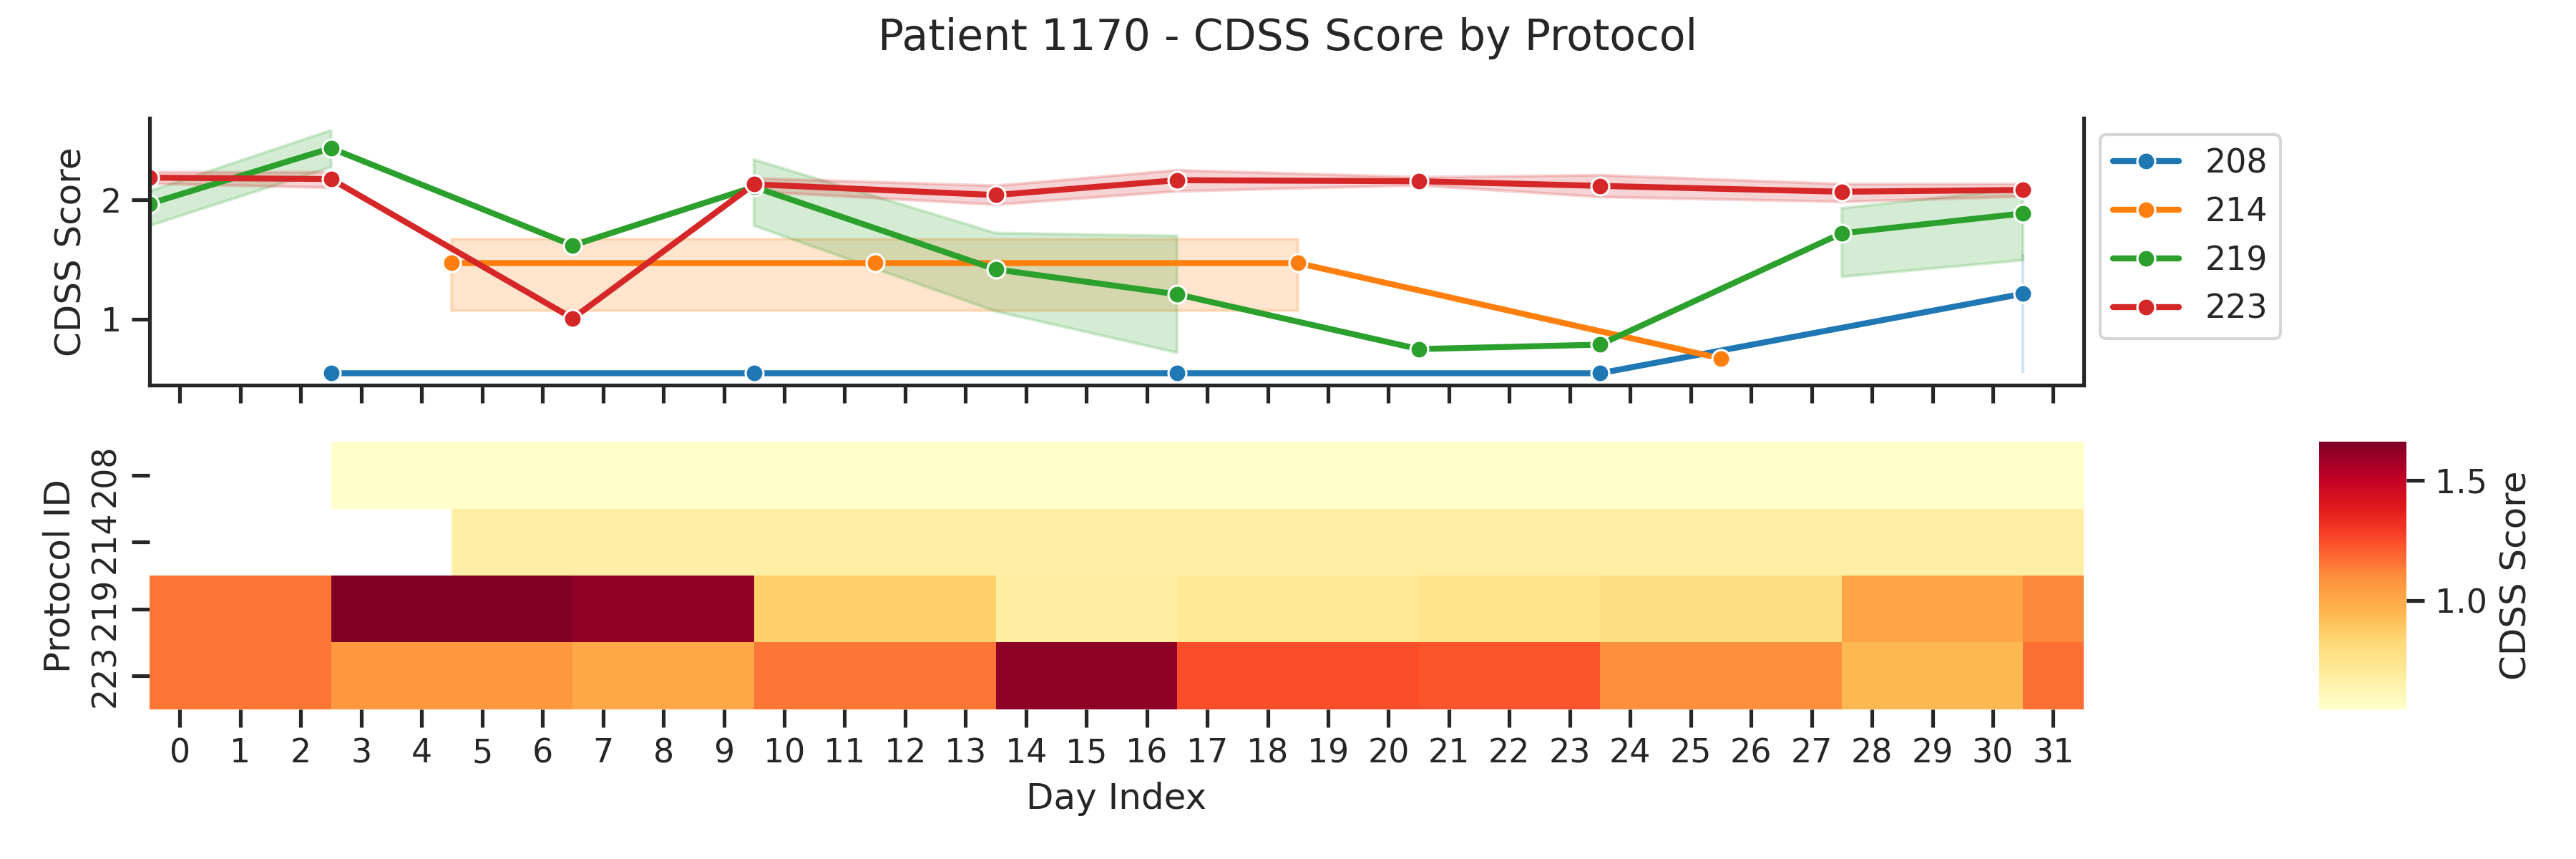 Patient 1170 - CDSS Score by Protocol
CDSS Score
2
1
208
214
219
223
Protocol ID
208
214
219
223
0 1 2 3 4 5 6 7 8 9 10 11 12 13 14 15 16 17 18 19 20 21 22 23 24 25 26 27 28 29 30 31
Day Index
1.5
1.0
CDSS Score